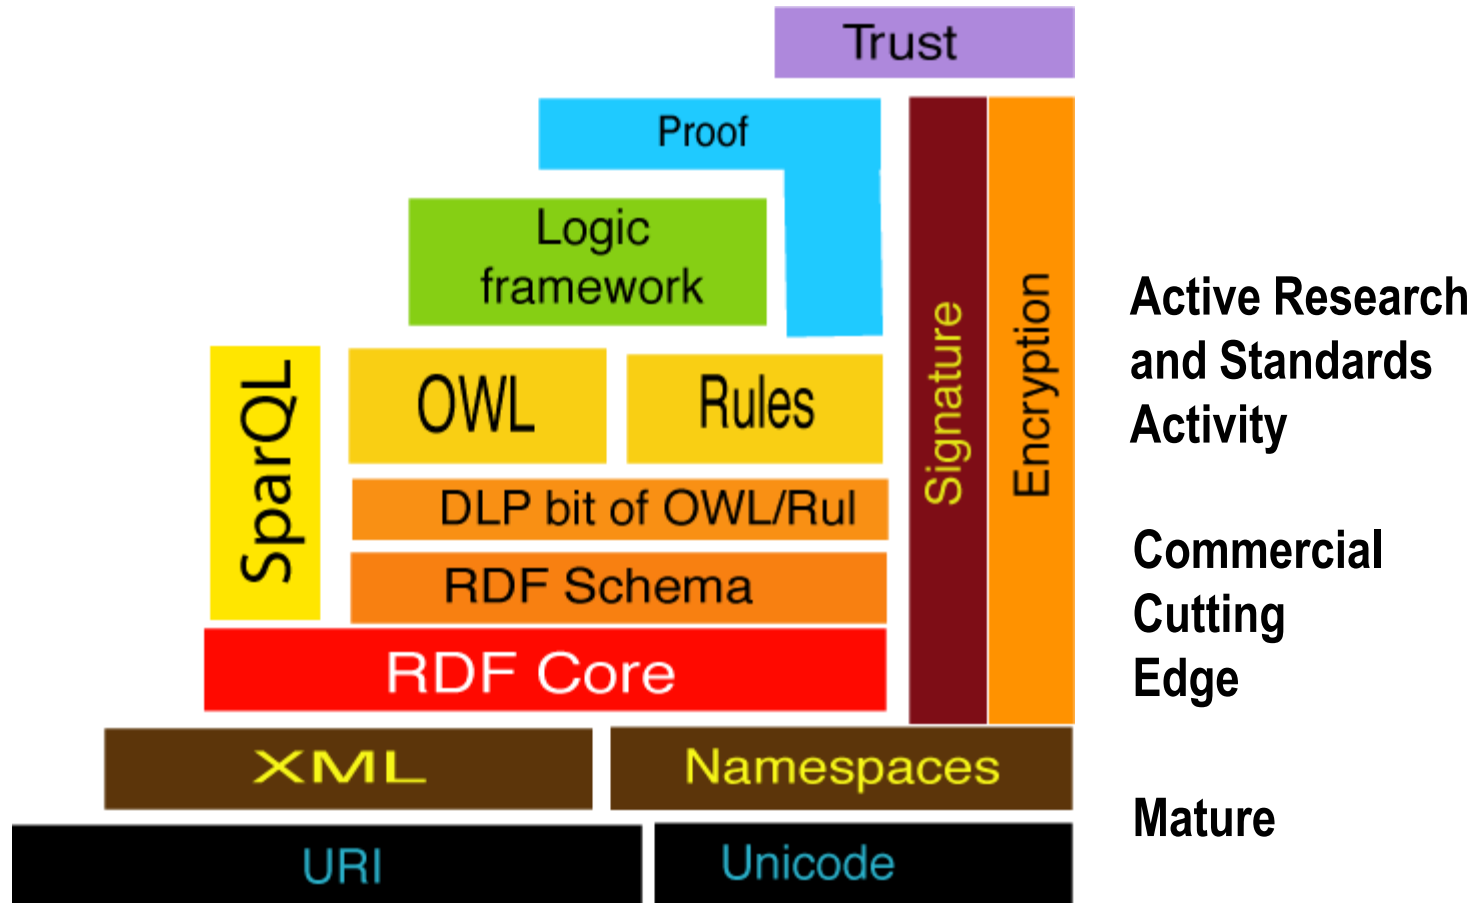 Trust
Proof
Logic
framework
SparQL
OWL
Rules
Signature
Encryption
DLP bit of OWL/Rul
RDF Schema
RDF Core
XML
Namespaces
URI
Unicode
Active Research
and Standards
Activity
Commercial
Cutting
Edge
Mature